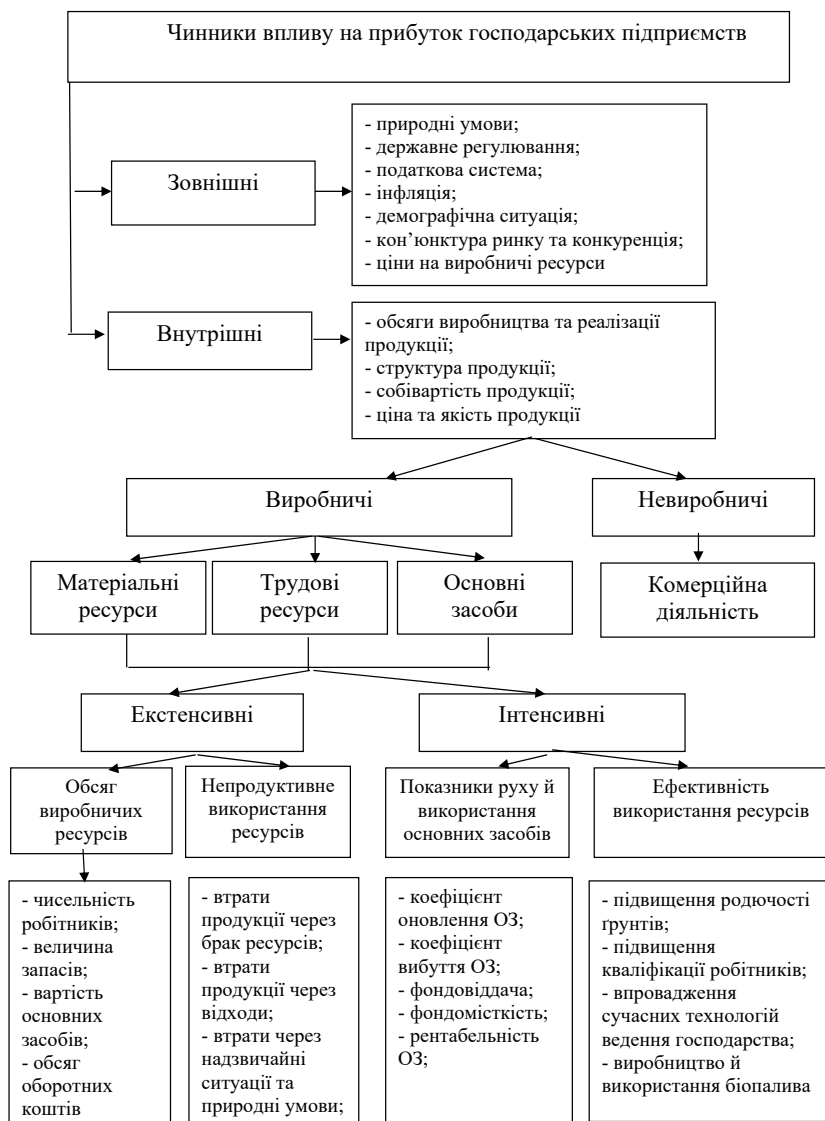 Чинники впливу на прибуток господарських підприємств
Зовнішні
- природні умови;
- державне регулювання;
- податкова система;
- інфляція;
- демографічна ситуація;
- кон’юнктура ринку та конкуренція;
- ціни на виробничі ресурси
Внутрішні
- обсяги виробництва та реалізації
продукції;
- структура продукції;
- собівартість продукції;
- ціна та якість продукції
Виробничі
Невиробничі
Матеріальні
ресурси
Трудові
ресурси
Основні
засоби
Комерційна
діяльність
Екстенсивні
Інтенсивні
Обсяг
виробничих
ресурсів
Непродуктивне
використання
ресурсів
Показники руху й
використання
основних засобів
Ефективність
використання ресурсів
- чисельність
робітників;
- величина
запасів;
- вартість
основних
засобів;
- обсяг
оборотних
коштів
- втрати
продукції через
брак ресурсів;
- втрати
продукції через
відходи;
- втрати через
надзвичайні
ситуації та
природні умови;
- коефіцієнт
оновлення ОЗ;
- коефіцієнт
вибуття ОЗ;
- фондовіддача;
- фондомісткість;
- рентабельність
ОЗ;
- підвищення родючості
ґрунтів;
- підвищення
кваліфікації робітників;
- впровадження
сучасних технологій
ведення господарства;
- виробництво й
використання біопалива